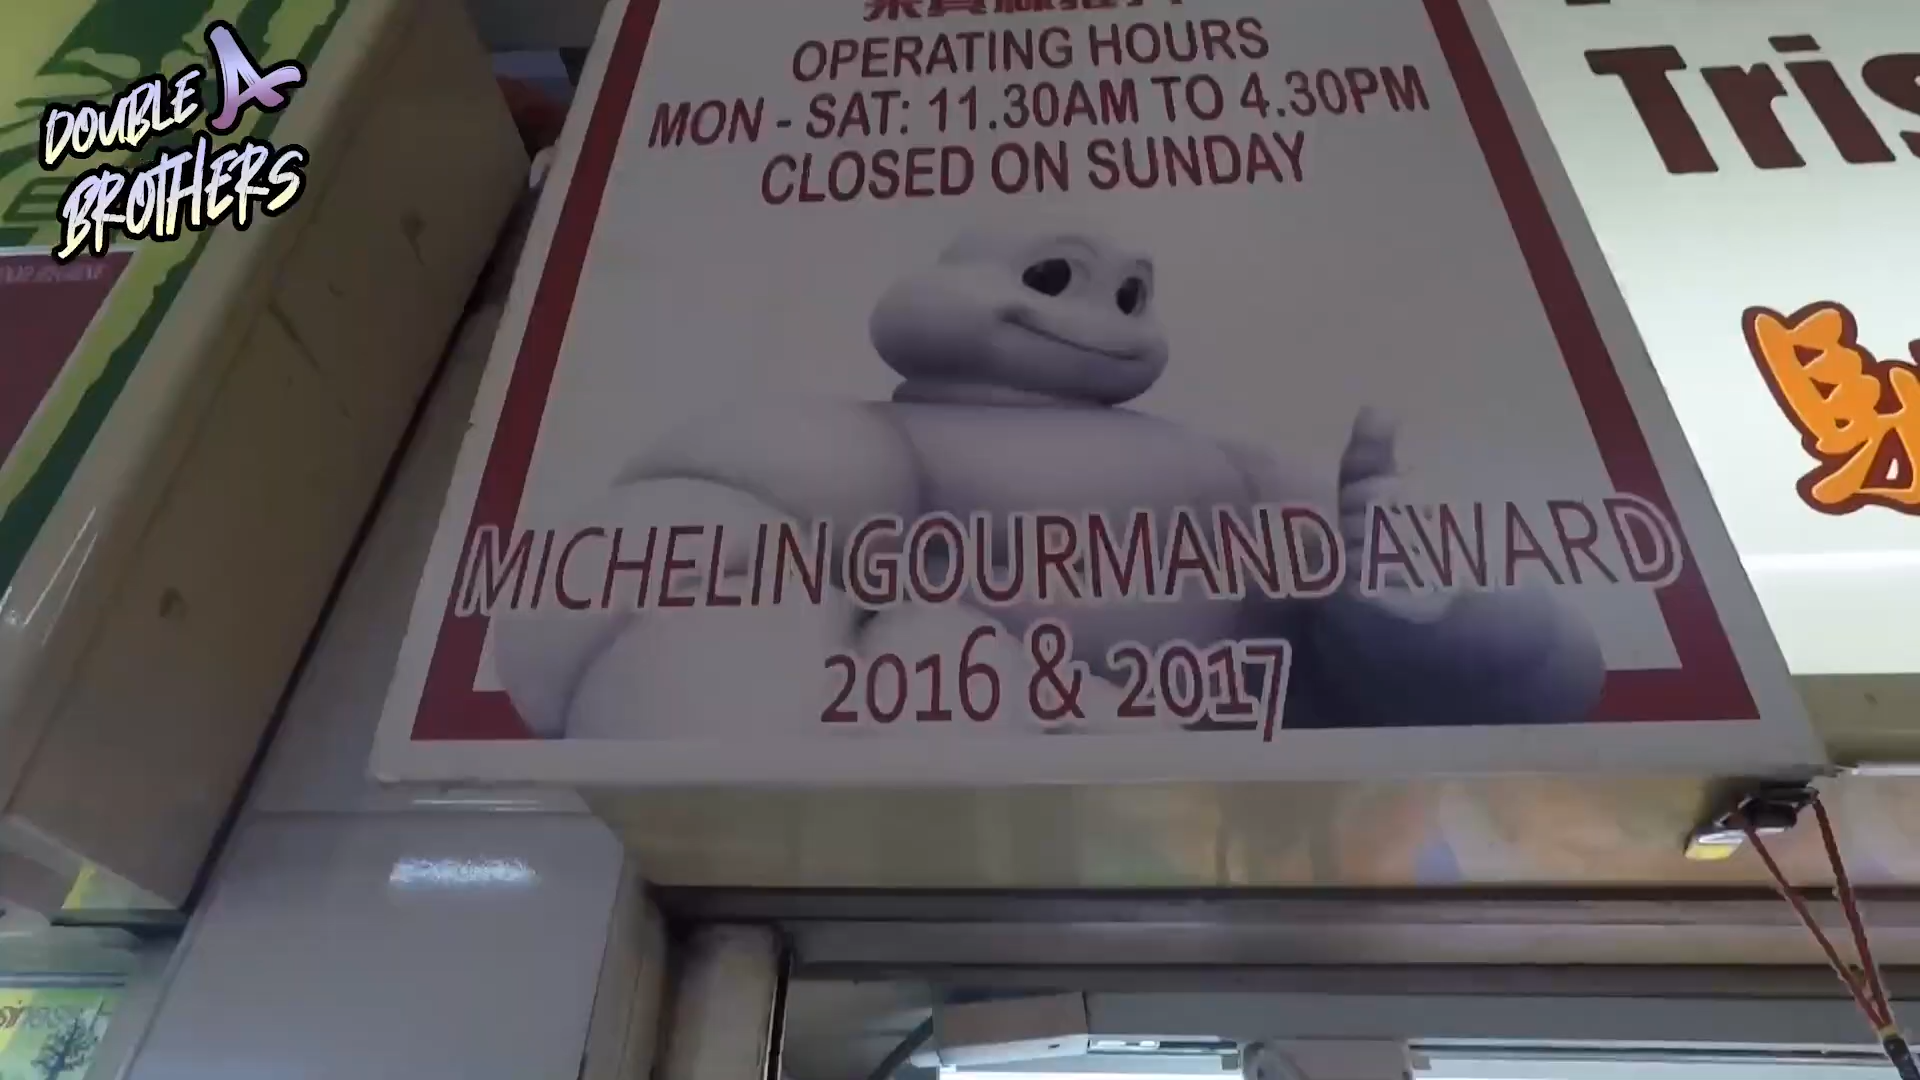 DOUBLE A
BROTHERS
OPERATING HOURS
MON - SAT: 11.30AM TO 4.30PM
CLOSED ON SUNDAY
MICHELIN GOURMAND AWARD
2016 & 2017